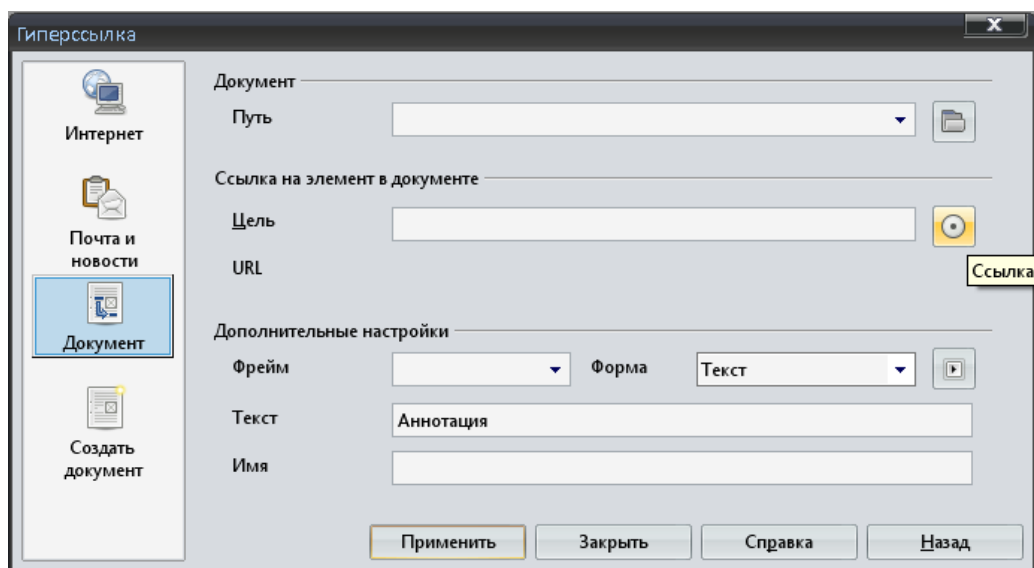 Гиперссылка
Интернет
Почта и
новости
Документ
Создать
документ
Документ
Путь
Ссылка на элемент в документе
Цель
URL
Ссылка
Дополнительные настройки
Фрейм
Форма
Текст
Текст
Аннотация
Имя
Применить
Закрыть
Справка
Назад